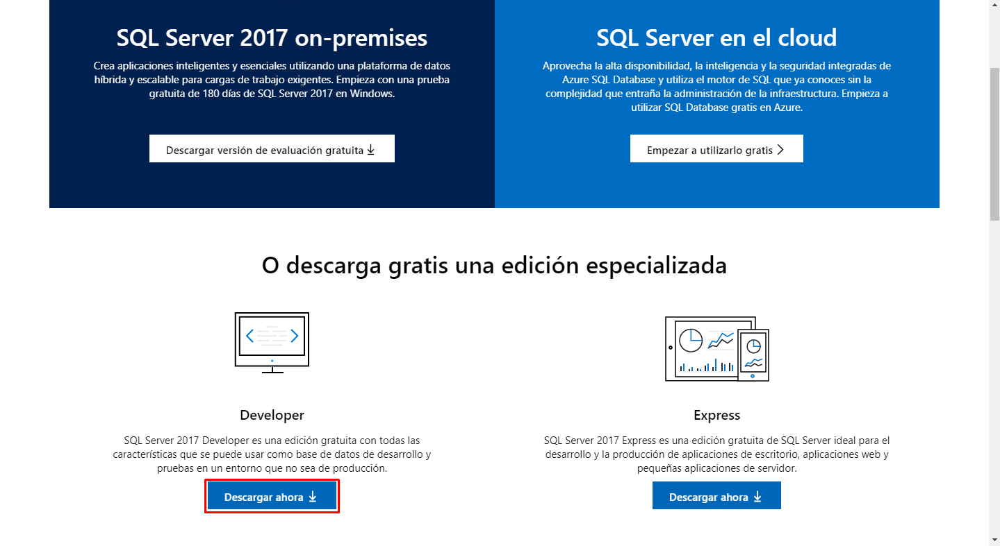 SQL Server 2017 on-premises
Crea aplicaciones inteligentes y esenciales utilizando una plataforma de datos
híbrida y escalable para cargas de trabajo exigentes. Empieza con una prueba
gratuita de 180 días de SQL Server 2017 en Windows.
Descargar versión de evaluación gratuita
SQL Server en el cloud
Aprovecha la alta disponibilidad, la inteligencia y la seguridad integradas de
Azure SQL Database y utiliza el motor de SQL que ya conoces sin la
complejidad que entraña la administración de la infraestructura. Empieza a
utilizar SQL Database gratis en Azure.
Empezar a utilizarlo gratis
O descarga gratis una edición especializada
Developer
SQL Server 2017 Developer es una edición gratuita con todas las
características que se puede usar como base de datos de desarrollo y
pruebas en un entorno que no sea de producción.
Descargar ahora
Express
SQL Server 2017 Express es una edición gratuita de SQL Server ideal para el
desarrollo y la producción de aplicaciones de escritorio, aplicaciones web y
pequeñas aplicaciones de servidor.
Descargar ahora